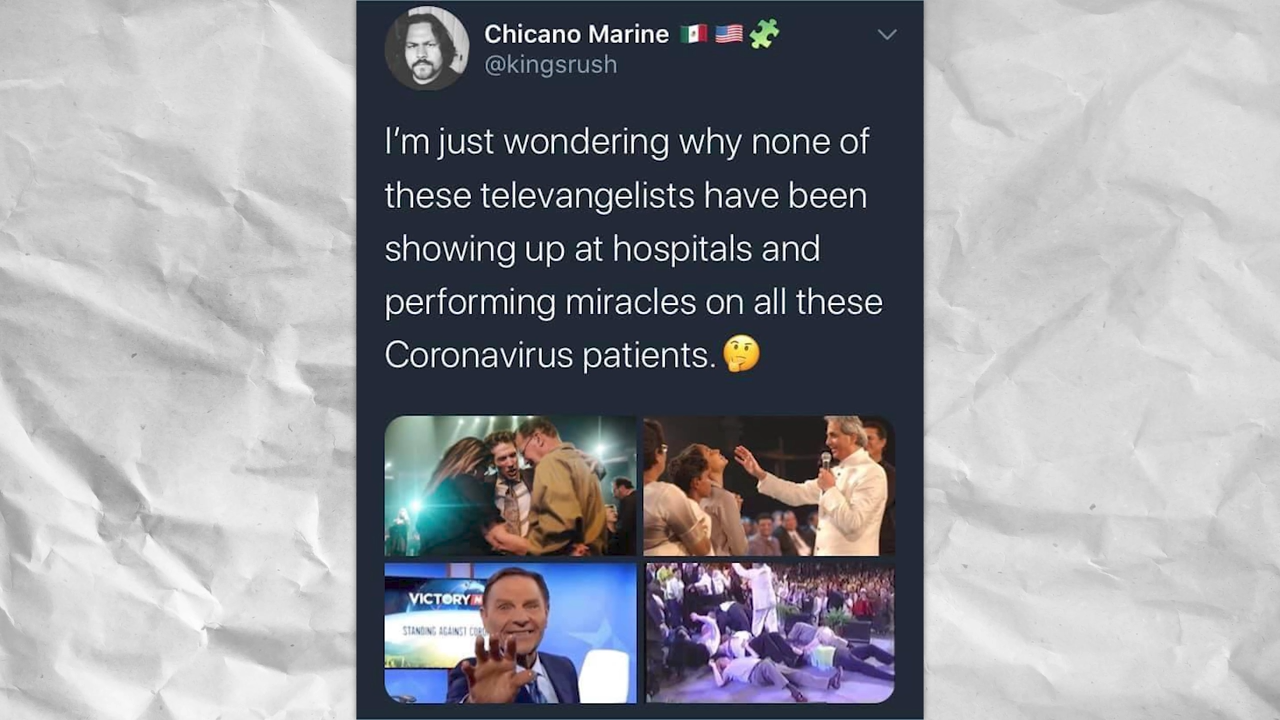 Chicano Marine 🇲🇽 🇺🇸 🧩
@kingsrush
I’m just wondering why none of
these televangelists have been
showing up at hospitals and
performing miracles on all these
Coronavirus patients. 🤔
VICTORY
STANDING AGAINST